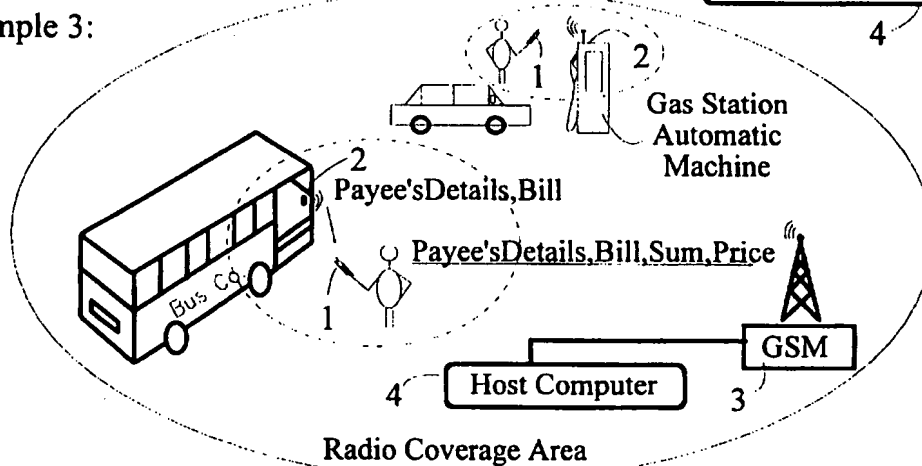 4
mple 3:
1
2
Gas Station
Automatic
Machine
2
Payee'sDetails,Bill
Payee'sDetails,Bill,Sum,Price
Bus Co.
1
GSM
3
4
Host Computer
Radio Coverage Area